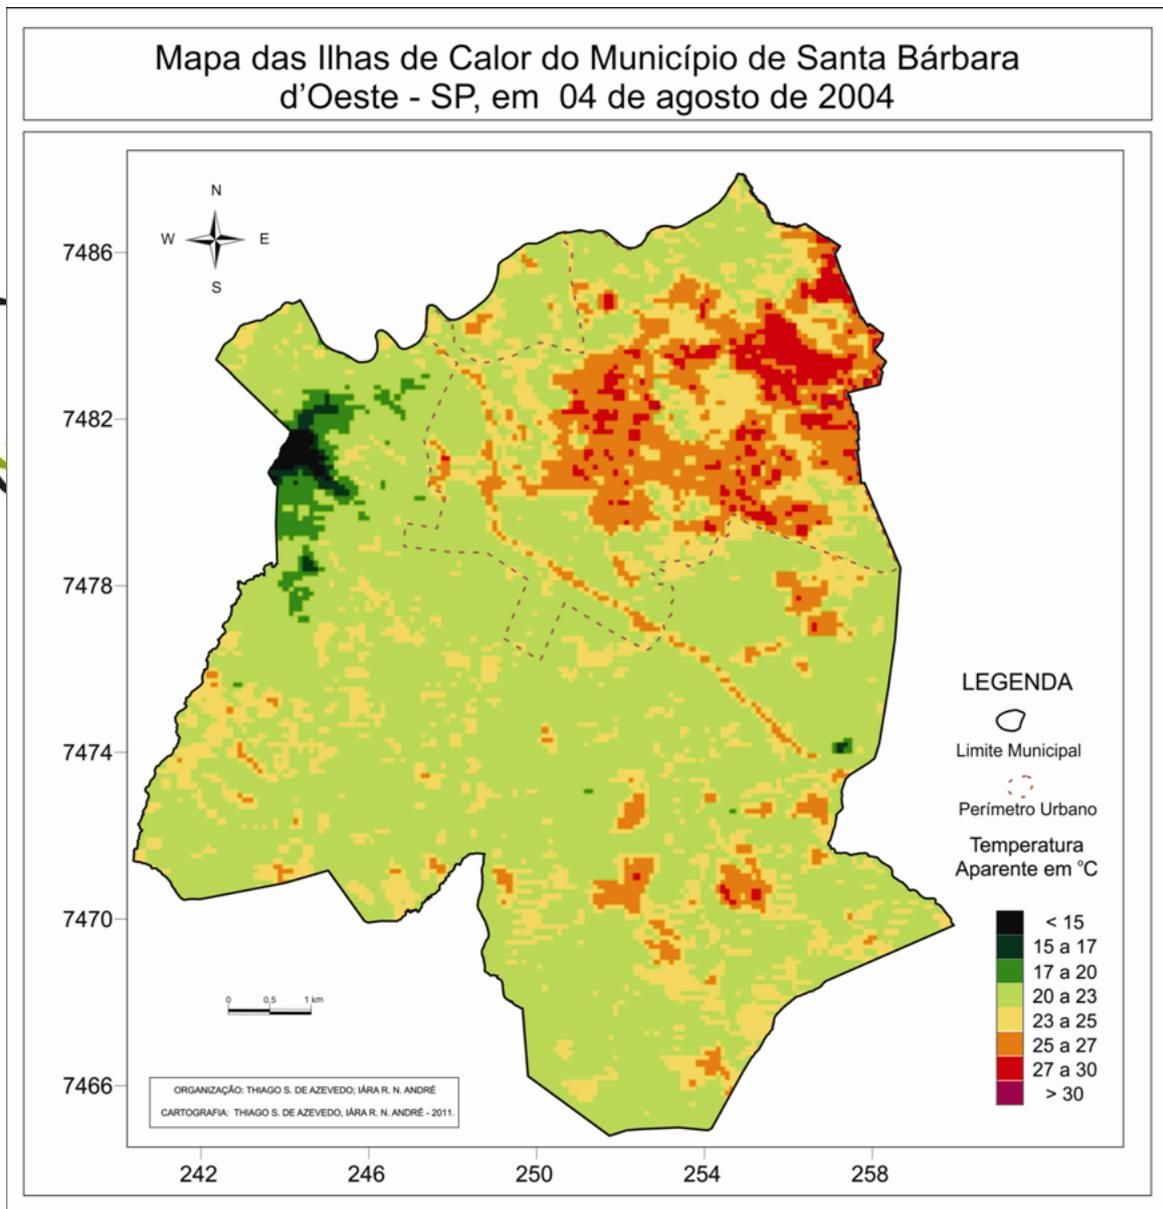 Mapa das Ilhas de Calor do Município de Santa Bárbara
d'Oeste - SP, em 04 de agosto de 2004
N
W E
S
7486
7482
7478
7474
7470
7466
LEGENDA
Limite Municipal
Perímetro Urbano
Temperatura
Aparente em °C
< 15
15 a 17
17 a 20
20 a 23
23 a 25
25 a 27
27 a 30
> 30
0 0,5 1 km
ORGANIZAÇÃO: THIAGO S. DE AZEVEDO; IÁRA R. N. ANDRÉ
CARTOGRAFIA: THIAGO S. DE AZEVEDO, IÁRA R. N. ANDRÉ - 2011.
242 246 250 254 258